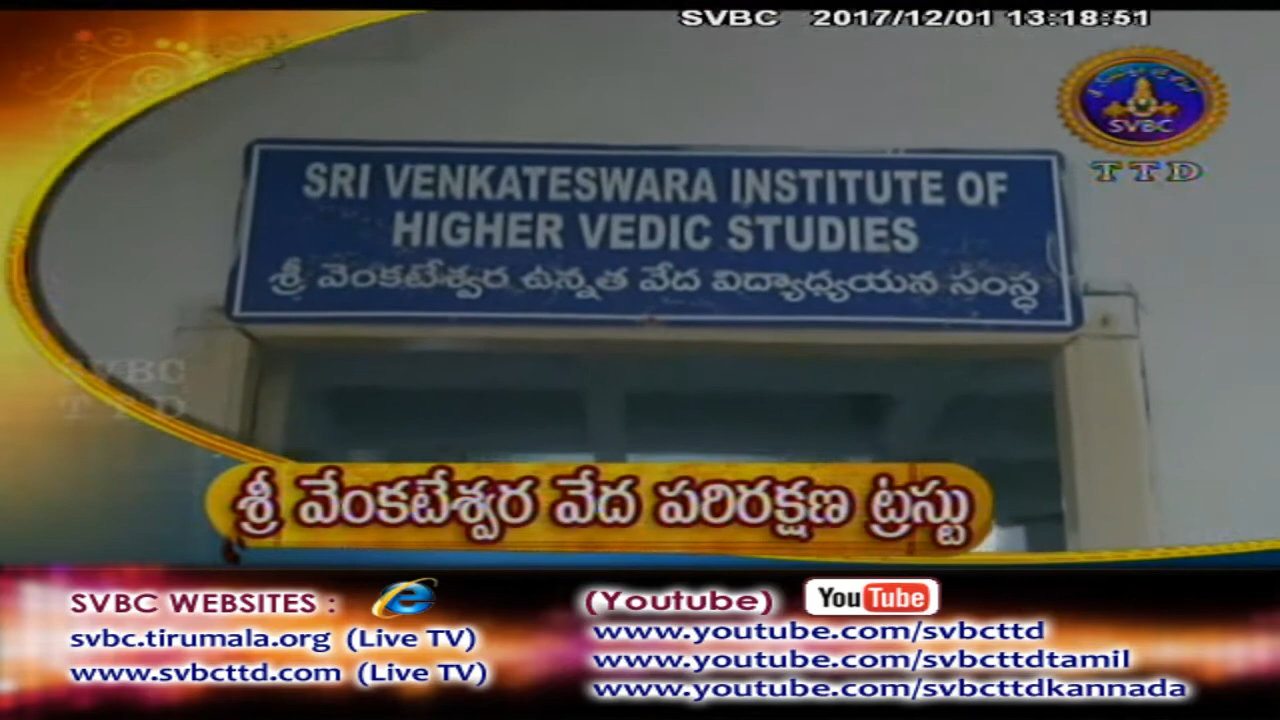 SVBC 2017/12/01 13:18:51
SVBC
TTD
SRI VENKATESWARA INSTITUTE OF
HIGHER VEDIC STUDIES
శ్రీ వెంకటేశ్వర ఉన్నత వేద విద్యాధ్యయన సంస్థ
SVBC
TTD
శ్రీ వేంకటేశ్వర వేద పరిరక్షణ ట్రస్టు
SVBC WEBSITES :
svbc.tirumala.org (Live TV)
www.svbcttd.com (Live TV)
(Youtube) YouTube
www.youtube.com/svbcttd
www.youtube.com/svbcttdtamil
www.youtube.com/svbcttdkannada